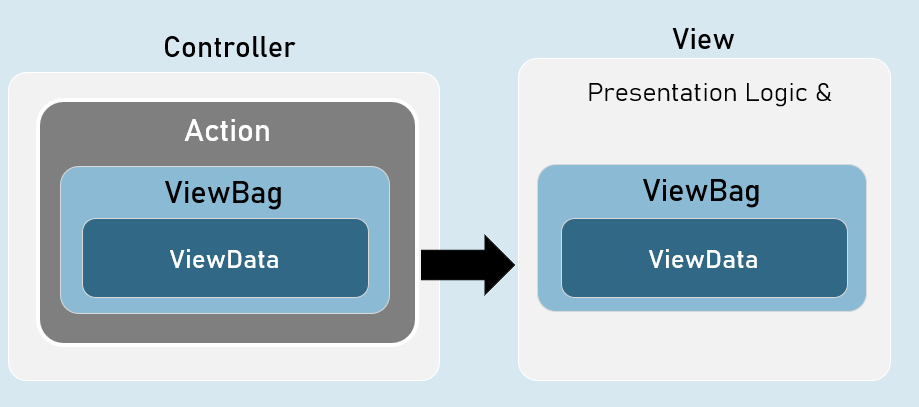 Controller
Action
ViewBag
ViewData
View
Presentation Logic &
ViewBag
ViewData